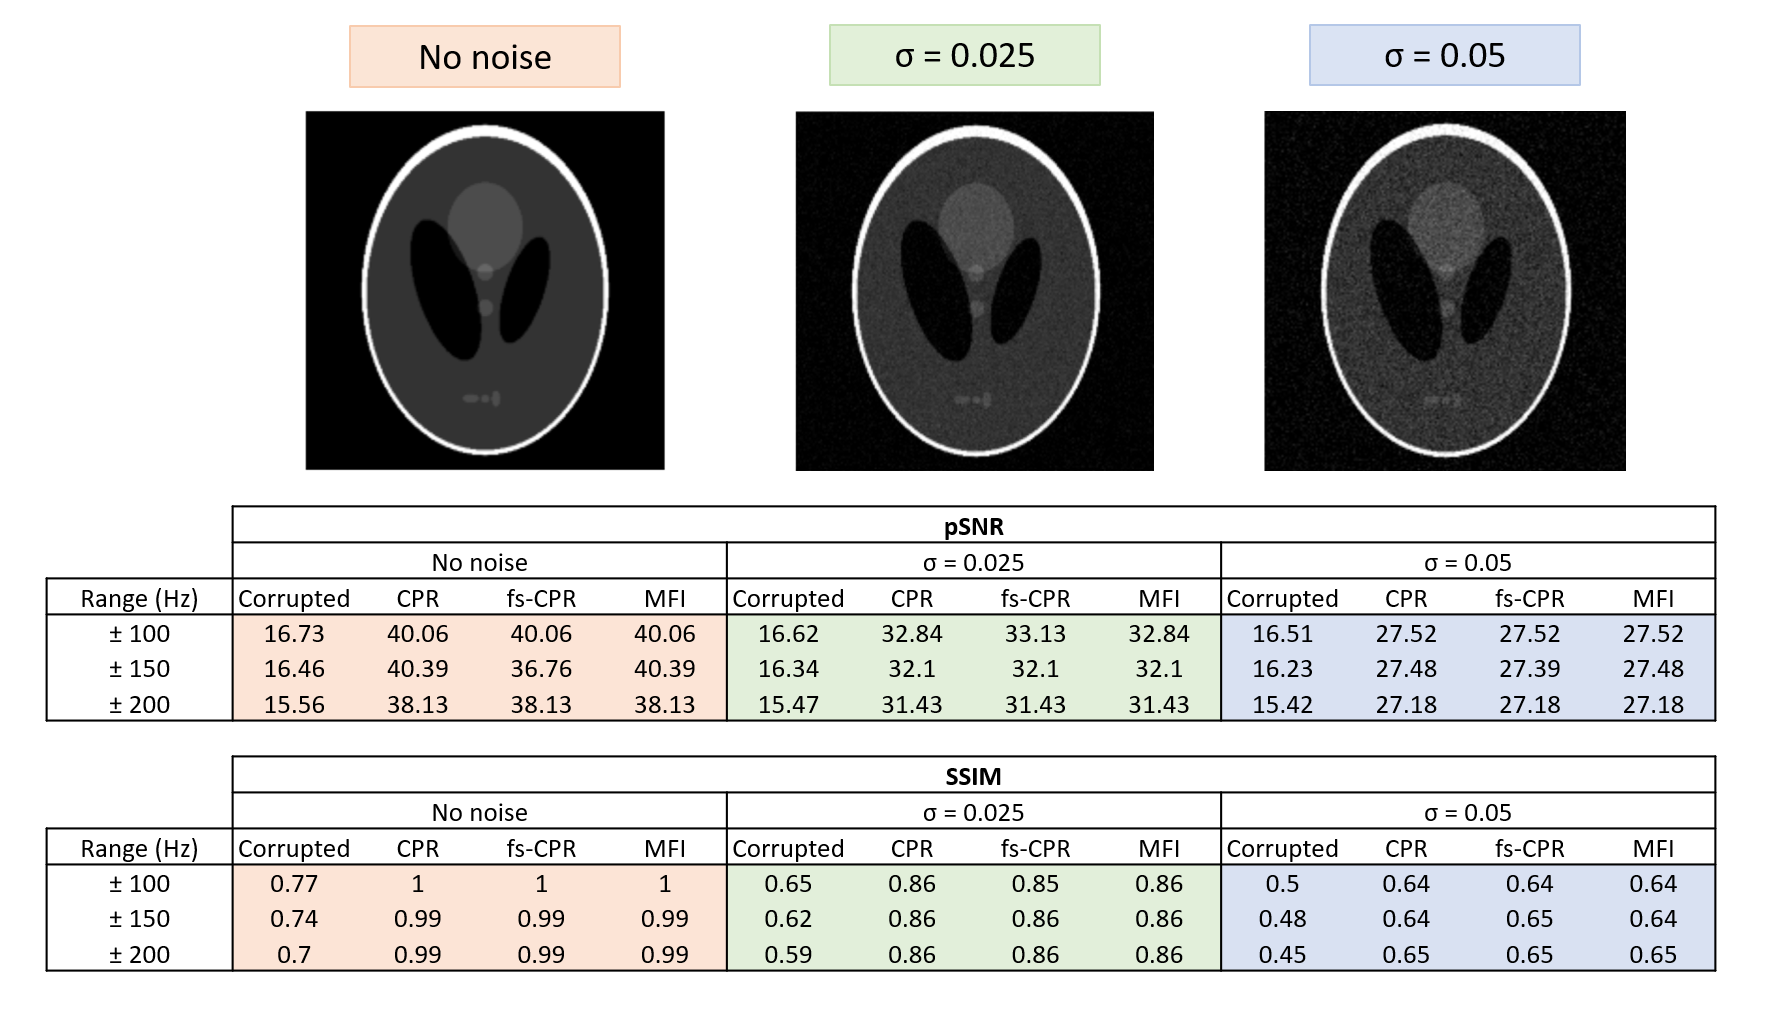 No noise
σ = 0.025
σ = 0.05
pSNR
No noise σ = 0.025 σ = 0.05
Range (Hz) Corrupted CPR fs-CPR MFI Corrupted CPR fs-CPR MFI Corrupted CPR fs-CPR MFI
± 100 16.73 40.06 40.06 40.06 16.62 32.84 33.13 32.84 16.51 27.52 27.52 27.52
± 150 16.46 40.39 36.76 40.39 16.34 32.1 32.1 32.1 16.23 27.48 27.39 27.48
± 200 15.56 38.13 38.13 38.13 15.47 31.43 31.43 31.43 15.42 27.18 27.18 27.18
SSIM
No noise σ = 0.025 σ = 0.05
Range (Hz) Corrupted CPR fs-CPR MFI Corrupted CPR fs-CPR MFI Corrupted CPR fs-CPR MFI
± 100 0.77 1 1 1 0.65 0.86 0.85 0.86 0.5 0.64 0.64 0.64
± 150 0.74 0.99 0.99 0.99 0.62 0.86 0.86 0.86 0.48 0.64 0.65 0.64
± 200 0.7 0.99 0.99 0.99 0.59 0.86 0.86 0.86 0.45 0.65 0.65 0.65